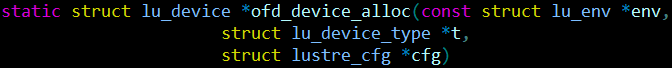 static struct lu_device *ofd_device_alloc(const struct lu_env *env,
struct lu_device_type *t,
struct lustre_cfg *cfg)